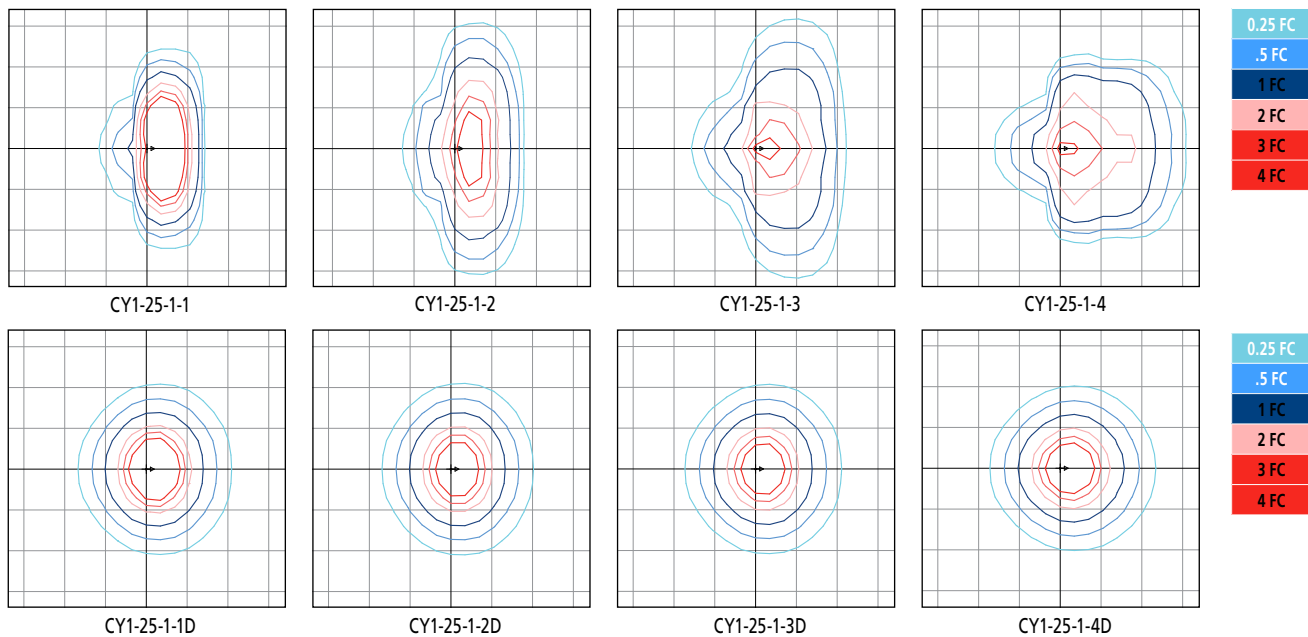 0.25 FC
.5 FC
1 FC
2 FC
3 FC
4 FC
CY1-25-1-1
CY1-25-1-2
CY1-25-1-3
CY1-25-1-4
0.25 FC
.5 FC
1 FC
2 FC
3 FC
4 FC
CY1-25-1-1D
CY1-25-1-2D
CY1-25-1-3D
CY1-25-1-4D